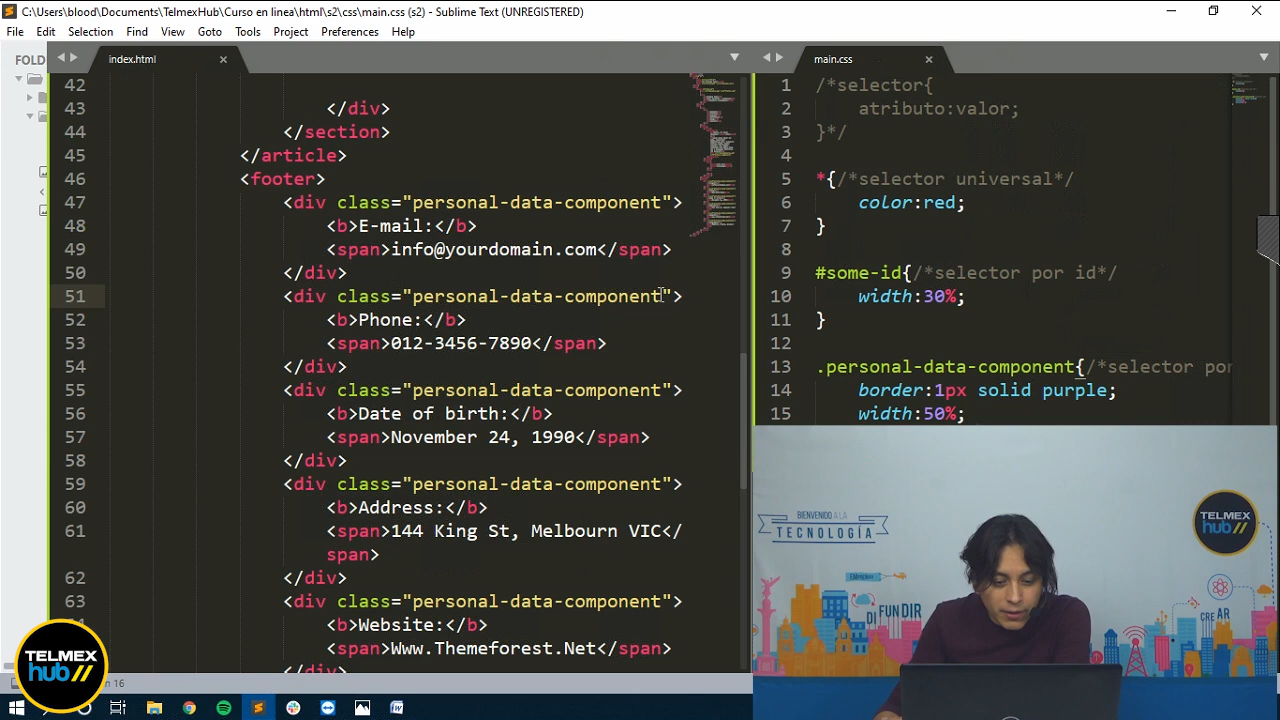 C:\Users\blood\Documents\TelmexHub\Curso en linea\html\s2\css\main.css (s2) - Sublime Text (UNREGISTERED)
File Edit Selection Find View Goto Tools Project Preferences Help
FOLD
index.html
42
43 </div>
44 </section>
45 </article>
46 <footer>
47 <div class="personal-data-component">
48 <b>E-mail:</b>
49 <span>info@yourdomain.com</span>
50 </div>
51 <div class="personal-data-component">
52 <b>Phone:</b>
53 <span>012-3456-7890</span>
54 </div>
55 <div class="personal-data-component">
56 <b>Date of birth:</b>
57 <span>November 24, 1990</span>
58 </div>
59 <div class="personal-data-component">
60 <b>Address:</b>
61 <span>144 King St, Melbourn VIC</
span>
62 </div>
63 <div class="personal-data-component">
<b>Website:</b>
<span>Www.Themeforest.Net</span>
</div>
main.css
1 /*selector{
2 atributo:valor;
3 }*/
4
5 *{/*selector universal*/
6 color:red;
7 }
8
9 #some-id{/*selector por id*/
10 width:30%;
11 }
12
13 .personal-data-component{/*selector por
14 border:1px solid purple;
15 width:50%;
BIENVENIDO A LA
TECNOLOGÍA
TELMEX
hub
DIFUNDIR
CREAR
TELMEX
hub
16